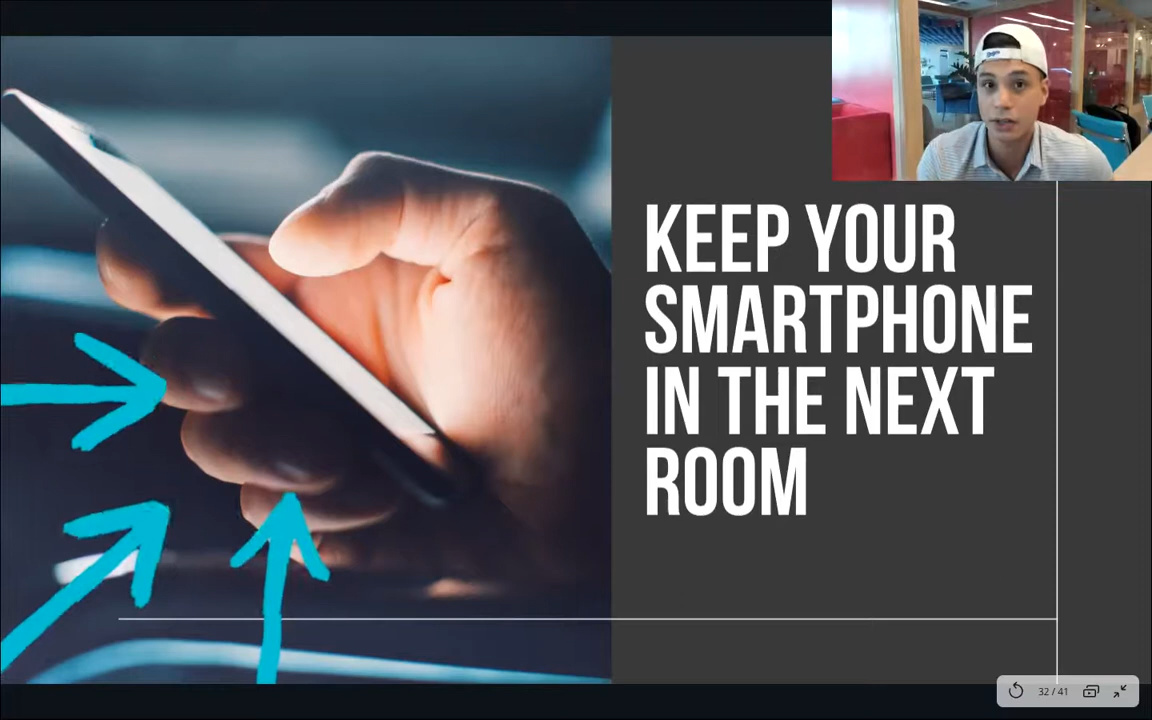 KEEP YOUR
SMARTPHONE
IN THE NEXT
ROOM
32 / 41